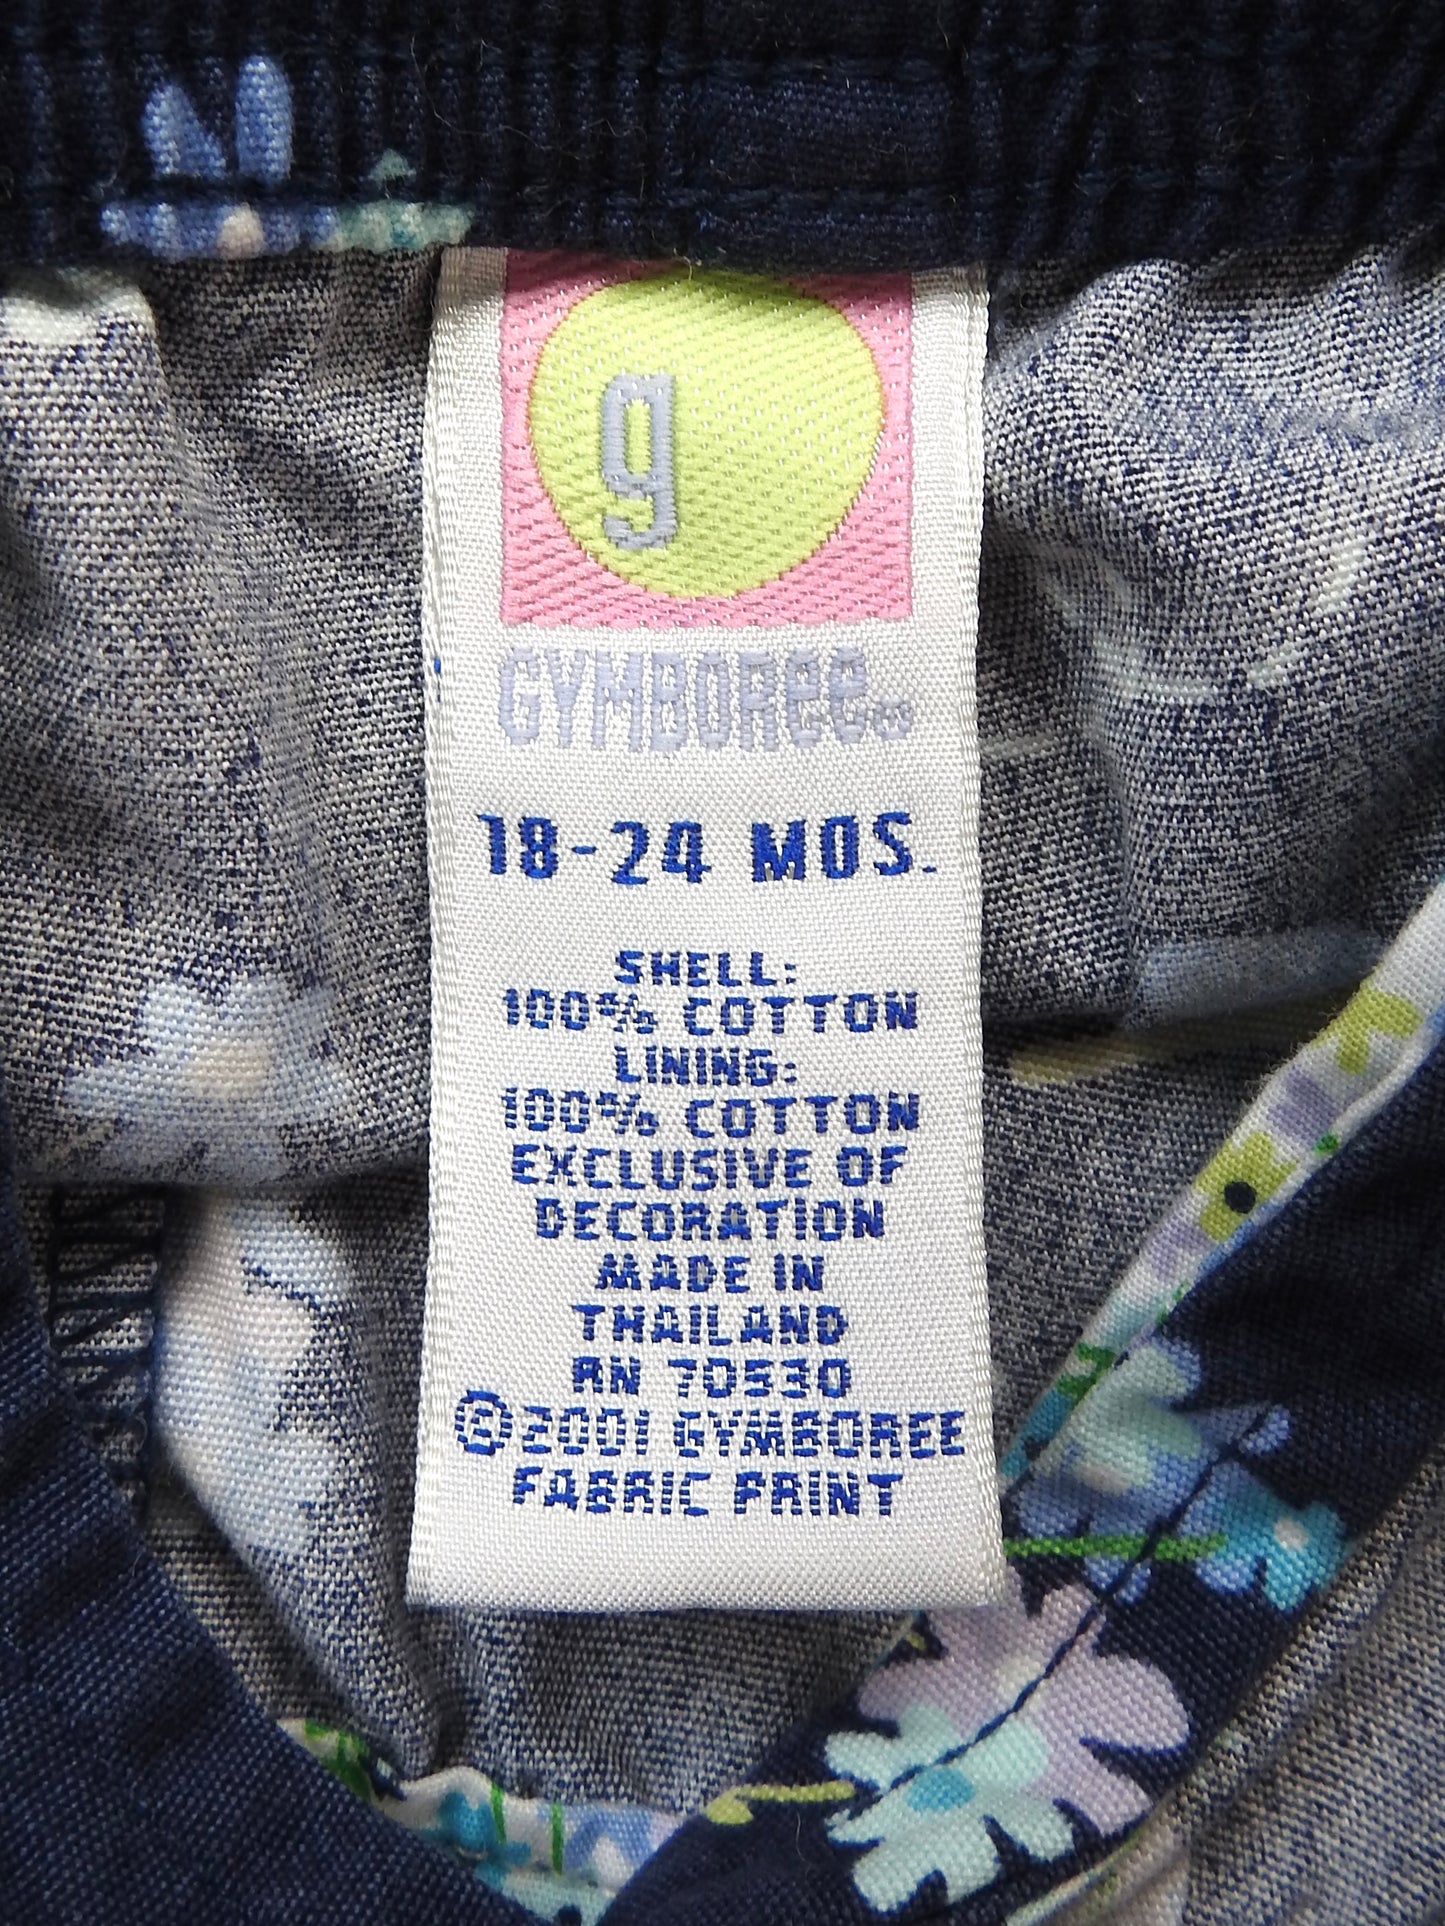 g
GYMBOREE
18-24 MOS.
SHELL:
100% COTTON
LINING:
100% COTTON
EXCLUSIVE OF
DECORATION
MADE IN
THAILAND
RN 70530
©2001 GYMBOREE
FABRIC PRINT